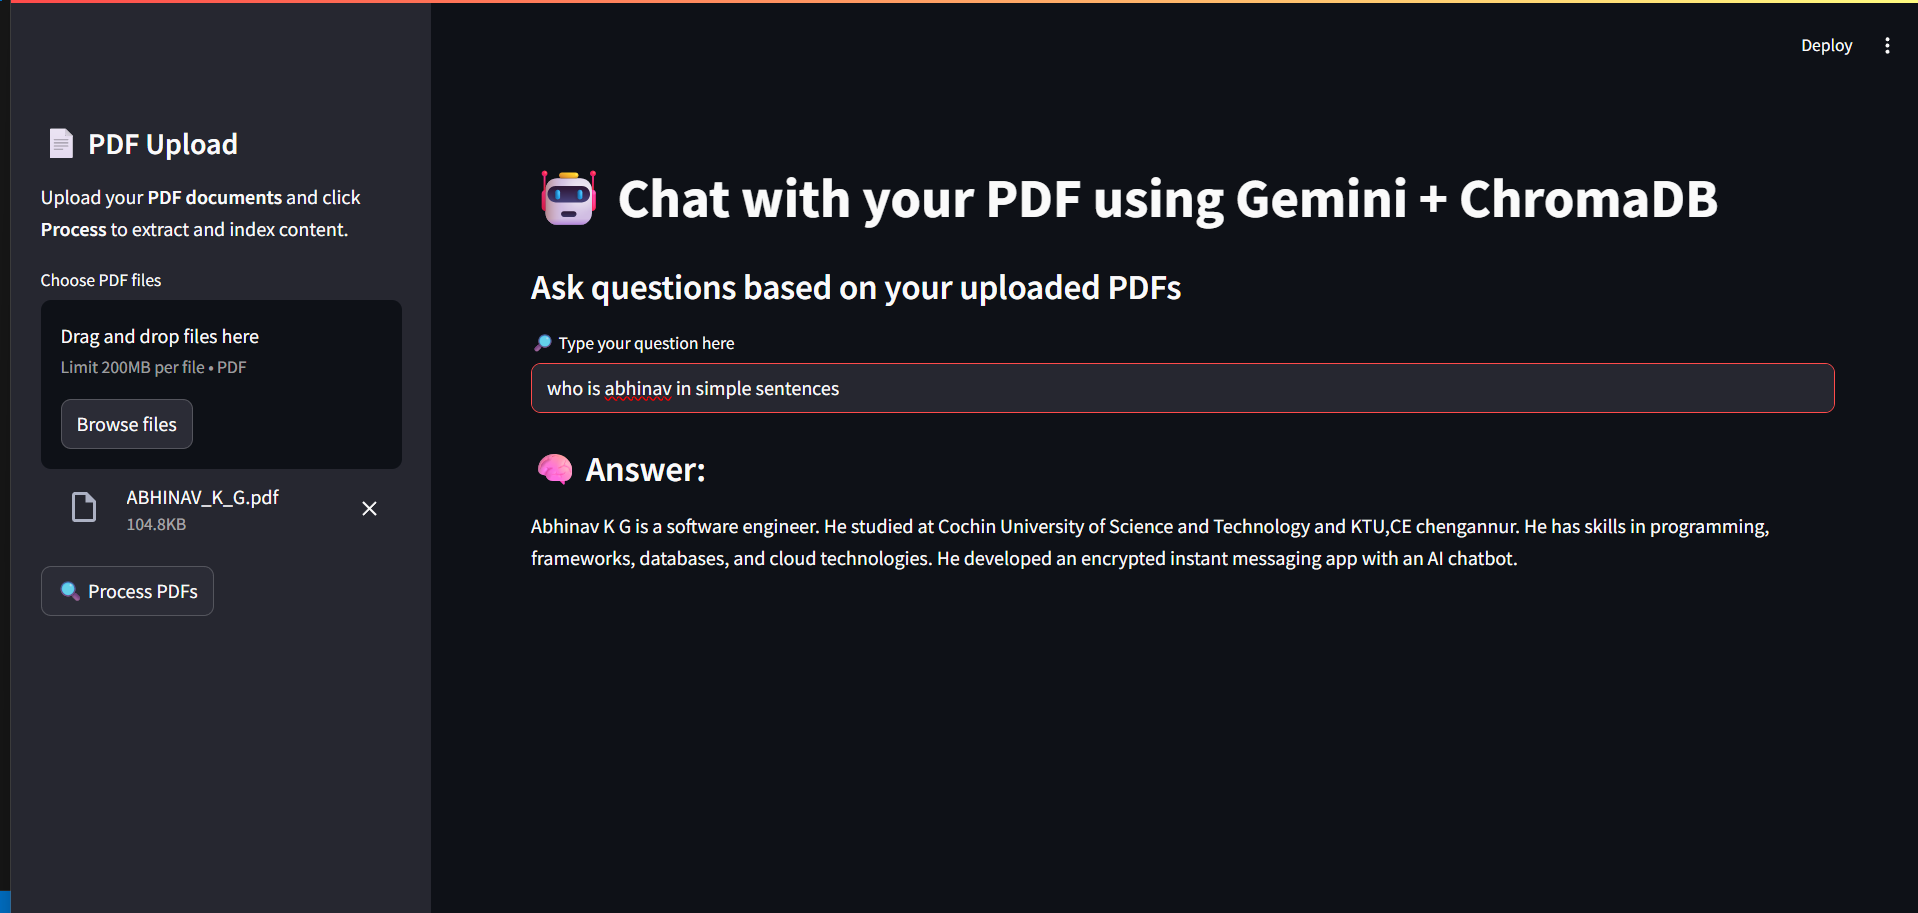 Deploy
PDF Upload
Upload your PDF documents and click
Process to extract and index content.
Choose PDF files
Drag and drop files here
Limit 200MB per file • PDF
Browse files
ABHINAV_K_G.pdf
104.8KB
Process PDFs
Chat with your PDF using Gemini + ChromaDB
Ask questions based on your uploaded PDFs
Type your question here
who is abhinav in simple sentences
Answer:
Abhinav K G is a software engineer. He studied at Cochin University of Science and Technology and KTU,CE chengannur. He has skills in programming,
frameworks, databases, and cloud technologies. He developed an encrypted instant messaging app with an AI chatbot.